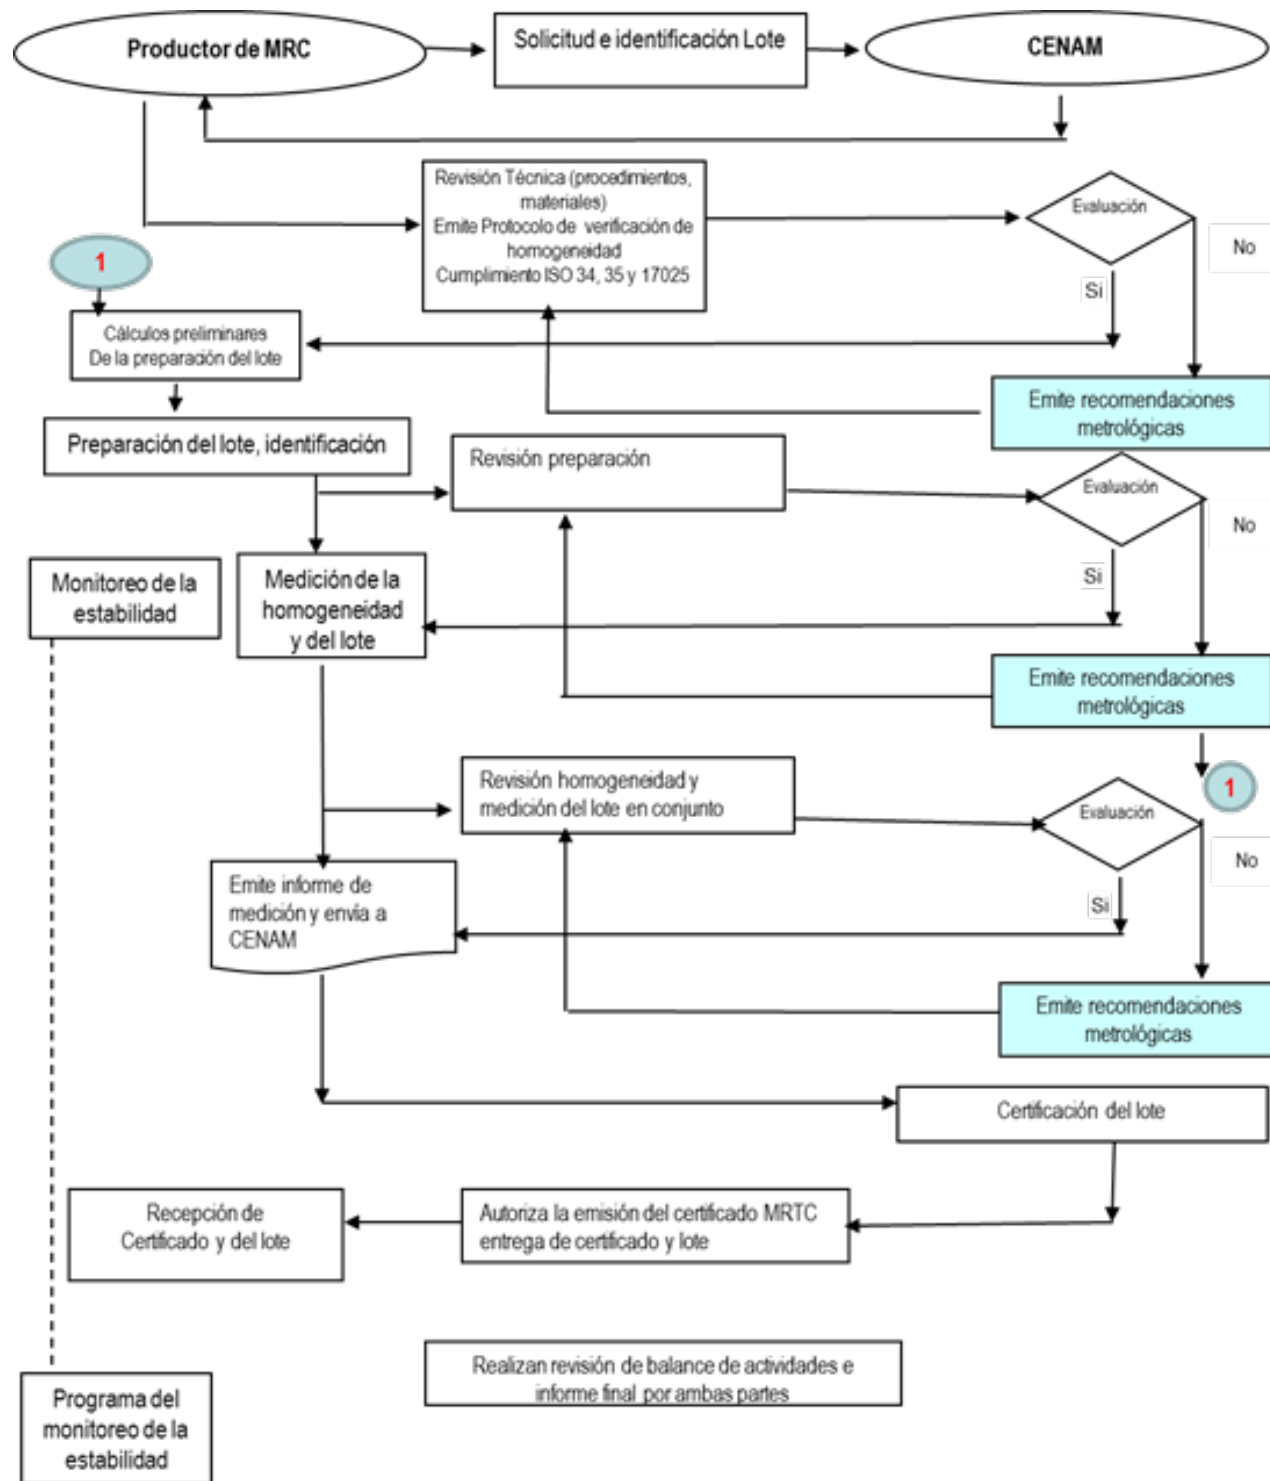 Productor de MRC
Solicitud e identificación Lote
CENAM
Revisión Técnica (procedimientos,
materiales)
Emite Protocolo de verificación de
homogeneidad
Cumplimiento ISO 34, 35 y 17025
Evaluación
No
Si
1
Cálculos preliminares
De la preparación del lote
Emite recomendaciones
metrológicas
Preparación del lote, identificación
Revisión preparación
Evaluación
No
Si
Monitoreo de la
estabilidad
Medición de la
homogeneidad
y del lote
Emite recomendaciones
metrológicas
1
Revisión homogeneidad y
medición del lote en conjunto
Evaluación
No
Si
Emite informe de
medición y envía a
CENAM
Emite recomendaciones
metrológicas
Certificación del lote
Recepción de
Certificado y del lote
Autoriza la emisión del certificado MRTC
entrega de certificado y lote
Realizan revisión de balance de actividades e
informe final por ambas partes
Programa del
monitoreo de la
estabilidad